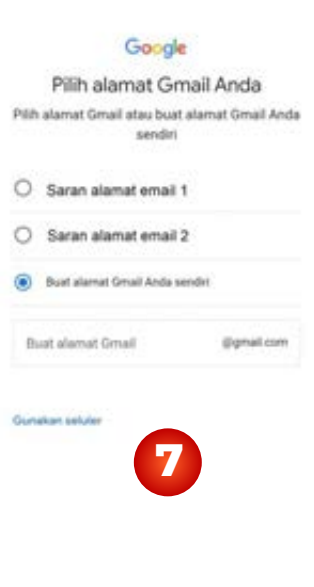 Google
Pilih alamat Gmail Anda
Pilih alamat Gmail atau buat alamat Gmail Anda
sendiri
Saran alamat email 1
Saran alamat email 2
Buat alamat Gmail Anda sendiri
Buat alamat Gmail @gmail.com
Gunakan seluler
7